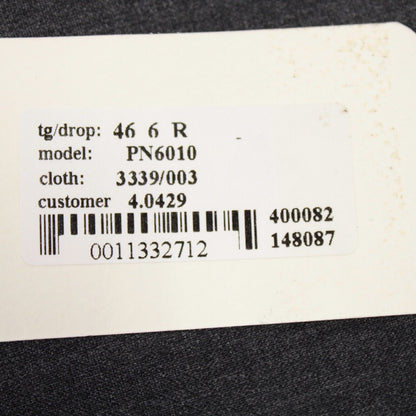 tg/drop: 46 6 R
model: PN6010
cloth: 3339/003
customer 4.0429
400082
0011332712 148087